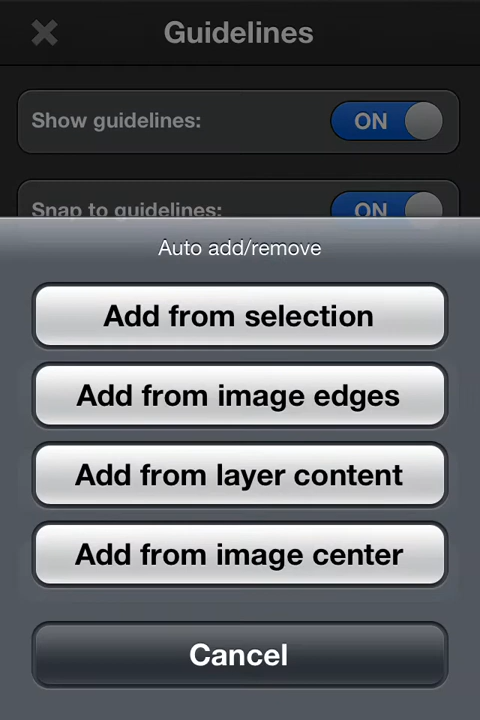 Guidelines
Show guidelines:
ON
Snap to guidelines:
ON
Auto add/remove
Add from selection
Add from image edges
Add from layer content
Add from image center
Cancel